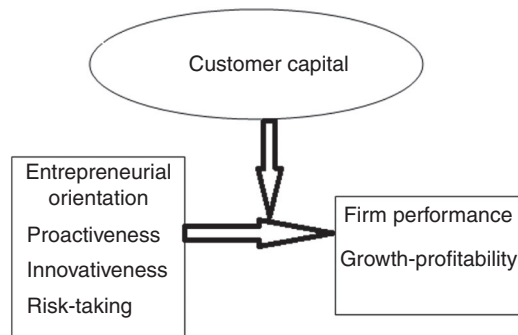 Customer capital
Entrepreneurial
orientation
Proactiveness
Innovativeness
Risk-taking
Firm performance
Growth-profitability